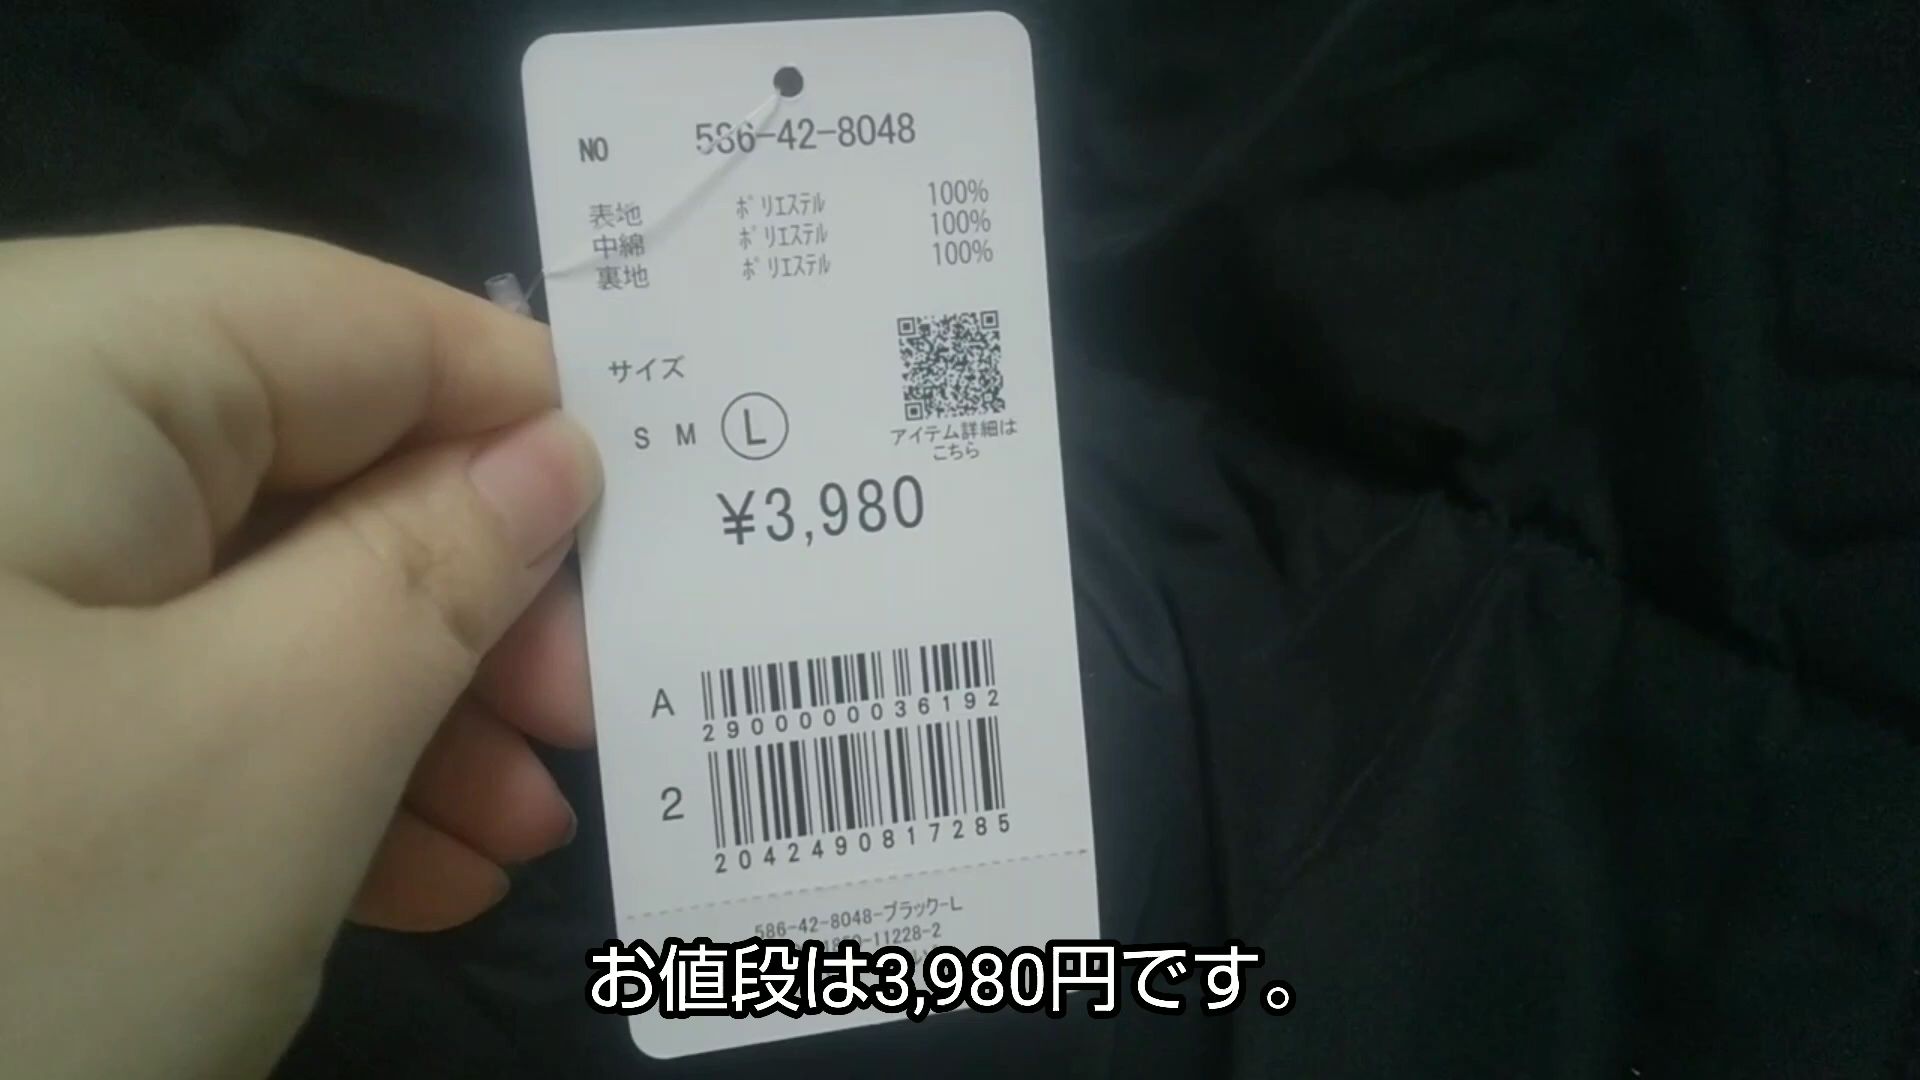 NO 586-42-8048
表地 ポリエステル 100%
中綿 ポリエステル 100%
裏地 ポリエステル 100%
サイズ
S M L
アイテム詳細は
こちら
¥3,980
A
2900000036192
2
2042490817285
586-42-8048-ブラック-L
-11228-2
お値段は3,980円です。